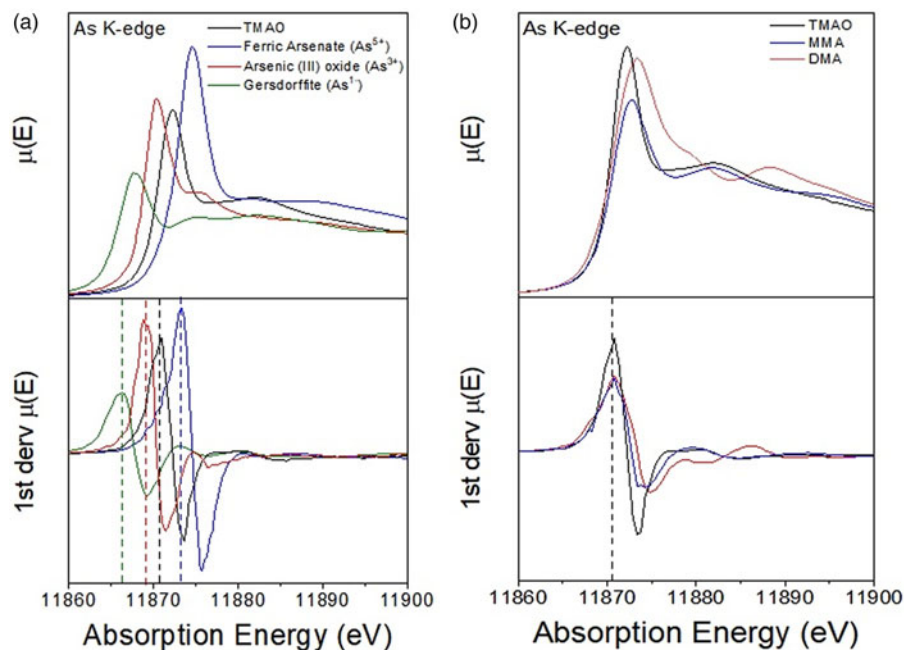 (a)
As K-edge
TMAO
Ferric Arsenate (As5+)
Arsenic (III) oxide (As3+)
Gersdorffite (As1-)
μ(E)
1st derv μ(E)
11860 11870 11880 11890 11900
Absorption Energy (eV)
(b)
As K-edge
TMAO
MMA
DMA
μ(E)
1st derv μ(E)
11860 11870 11880 11890 11900
Absorption Energy (eV)